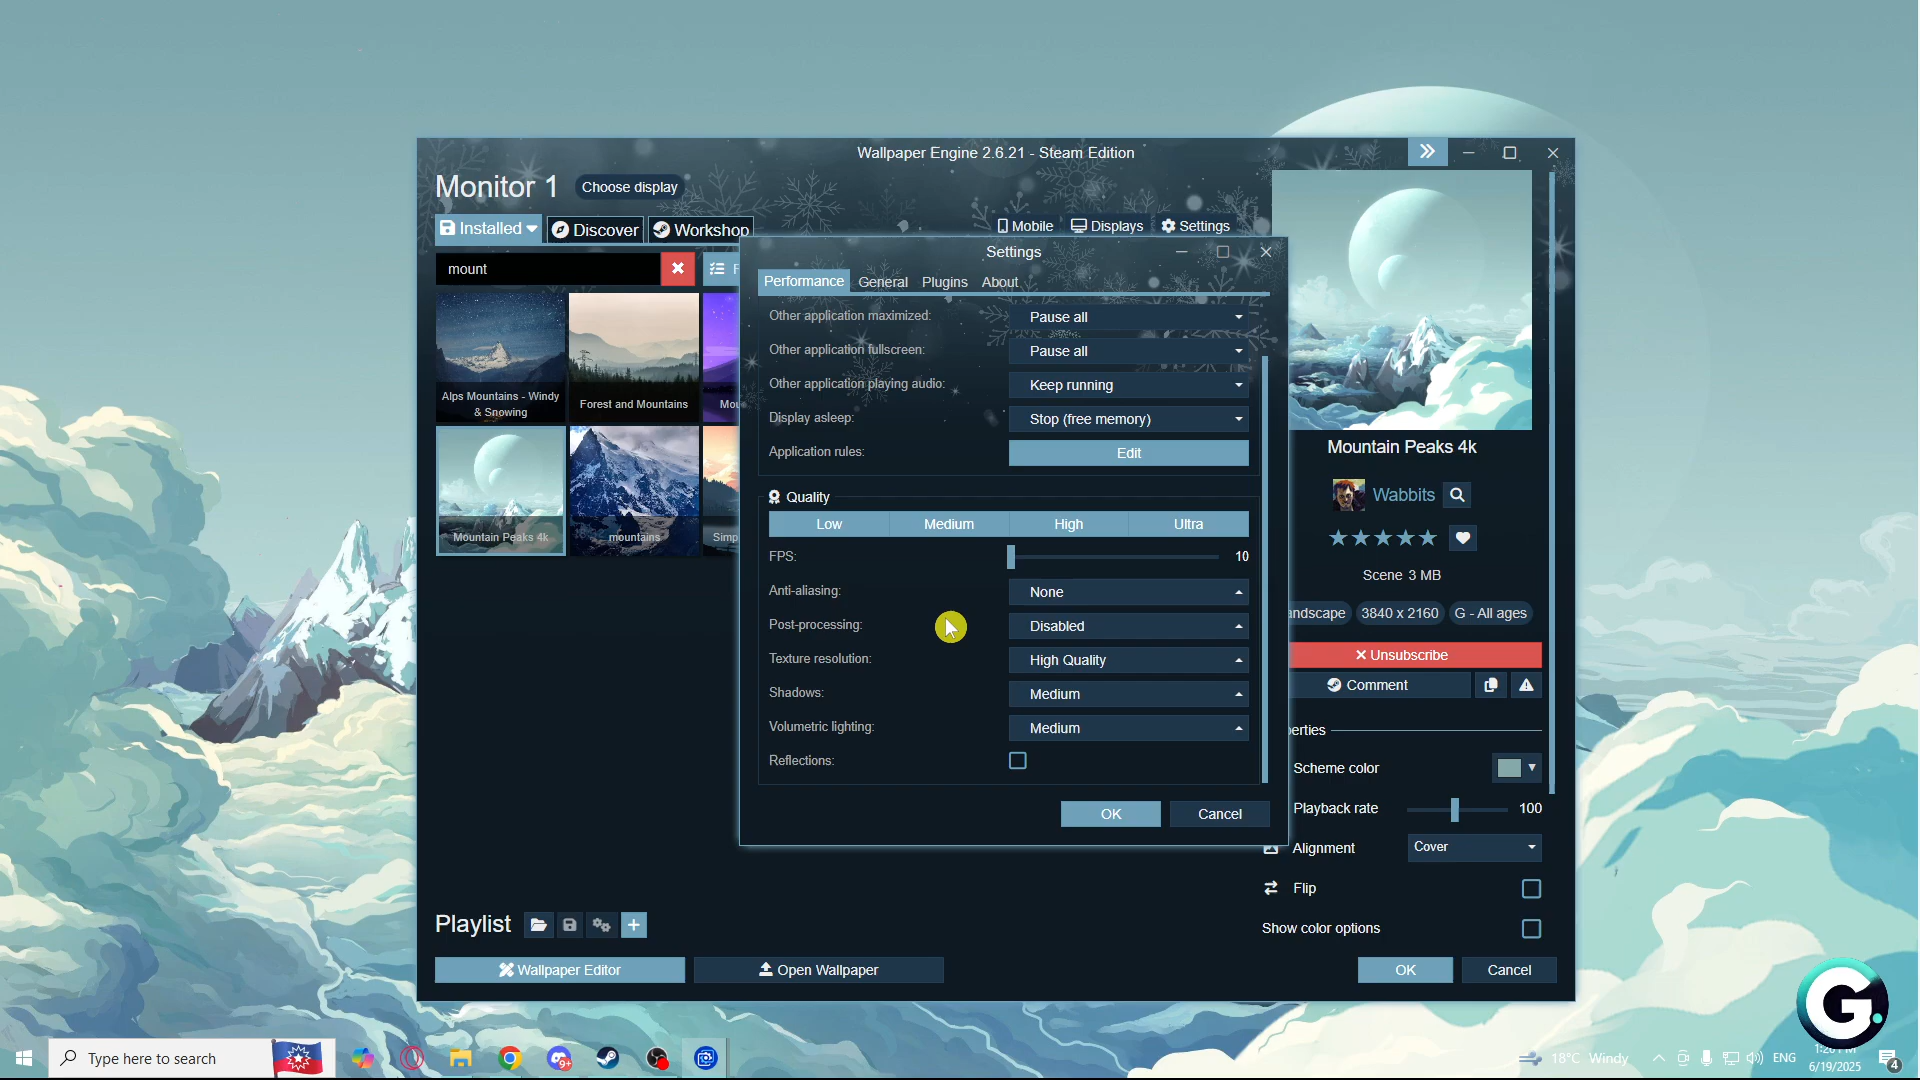 Wallpaper Engine 2.6.21 - Steam Edition
Monitor 1
Choose display
Installed
Discover
Workshop
Mobile
Displays
Settings
mount
Alps Mountains - Windy
& Snowing
Forest and Mountains
Mou
Mountain Peaks 4k
mountains
Simp
Settings
Performance
General
Plugins
About
Other application maximized:
Pause all
Other application fullscreen:
Pause all
Other application playing audio:
Keep running
Display asleep:
Stop (free memory)
Application rules:
Edit
Quality
Low
Medium
High
Ultra
FPS:
10
Anti-aliasing:
None
Post-processing:
Disabled
Texture resolution:
High Quality
Shadows:
Medium
Volumetric lighting:
Medium
Reflections:
OK
Cancel
Mountain Peaks 4k
Wabbits
Scene 3 MB
andscape
3840 x 2160
G - All ages
Unsubscribe
Comment
perties
Scheme color
Playback rate
100
Alignment
Cover
Flip
Show color options
Playlist
Wallpaper Editor
Open Wallpaper
OK
Cancel
G.
Type here to search
9+
18°C Windy
ENG
6/19/2025
4